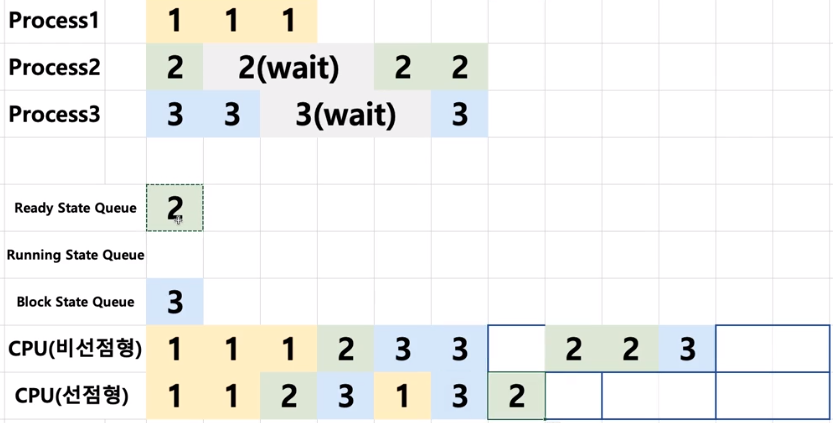 Process1 1 1 1
Process2 2 2(wait) 2 2
Process3 3 3 3(wait) 3
Ready State Queue 2
Running State Queue
Block State Queue 3
CPU(비선점형) 1 1 1 2 3 3 2 2 3
CPU(선점형) 1 1 2 3 1 3 2